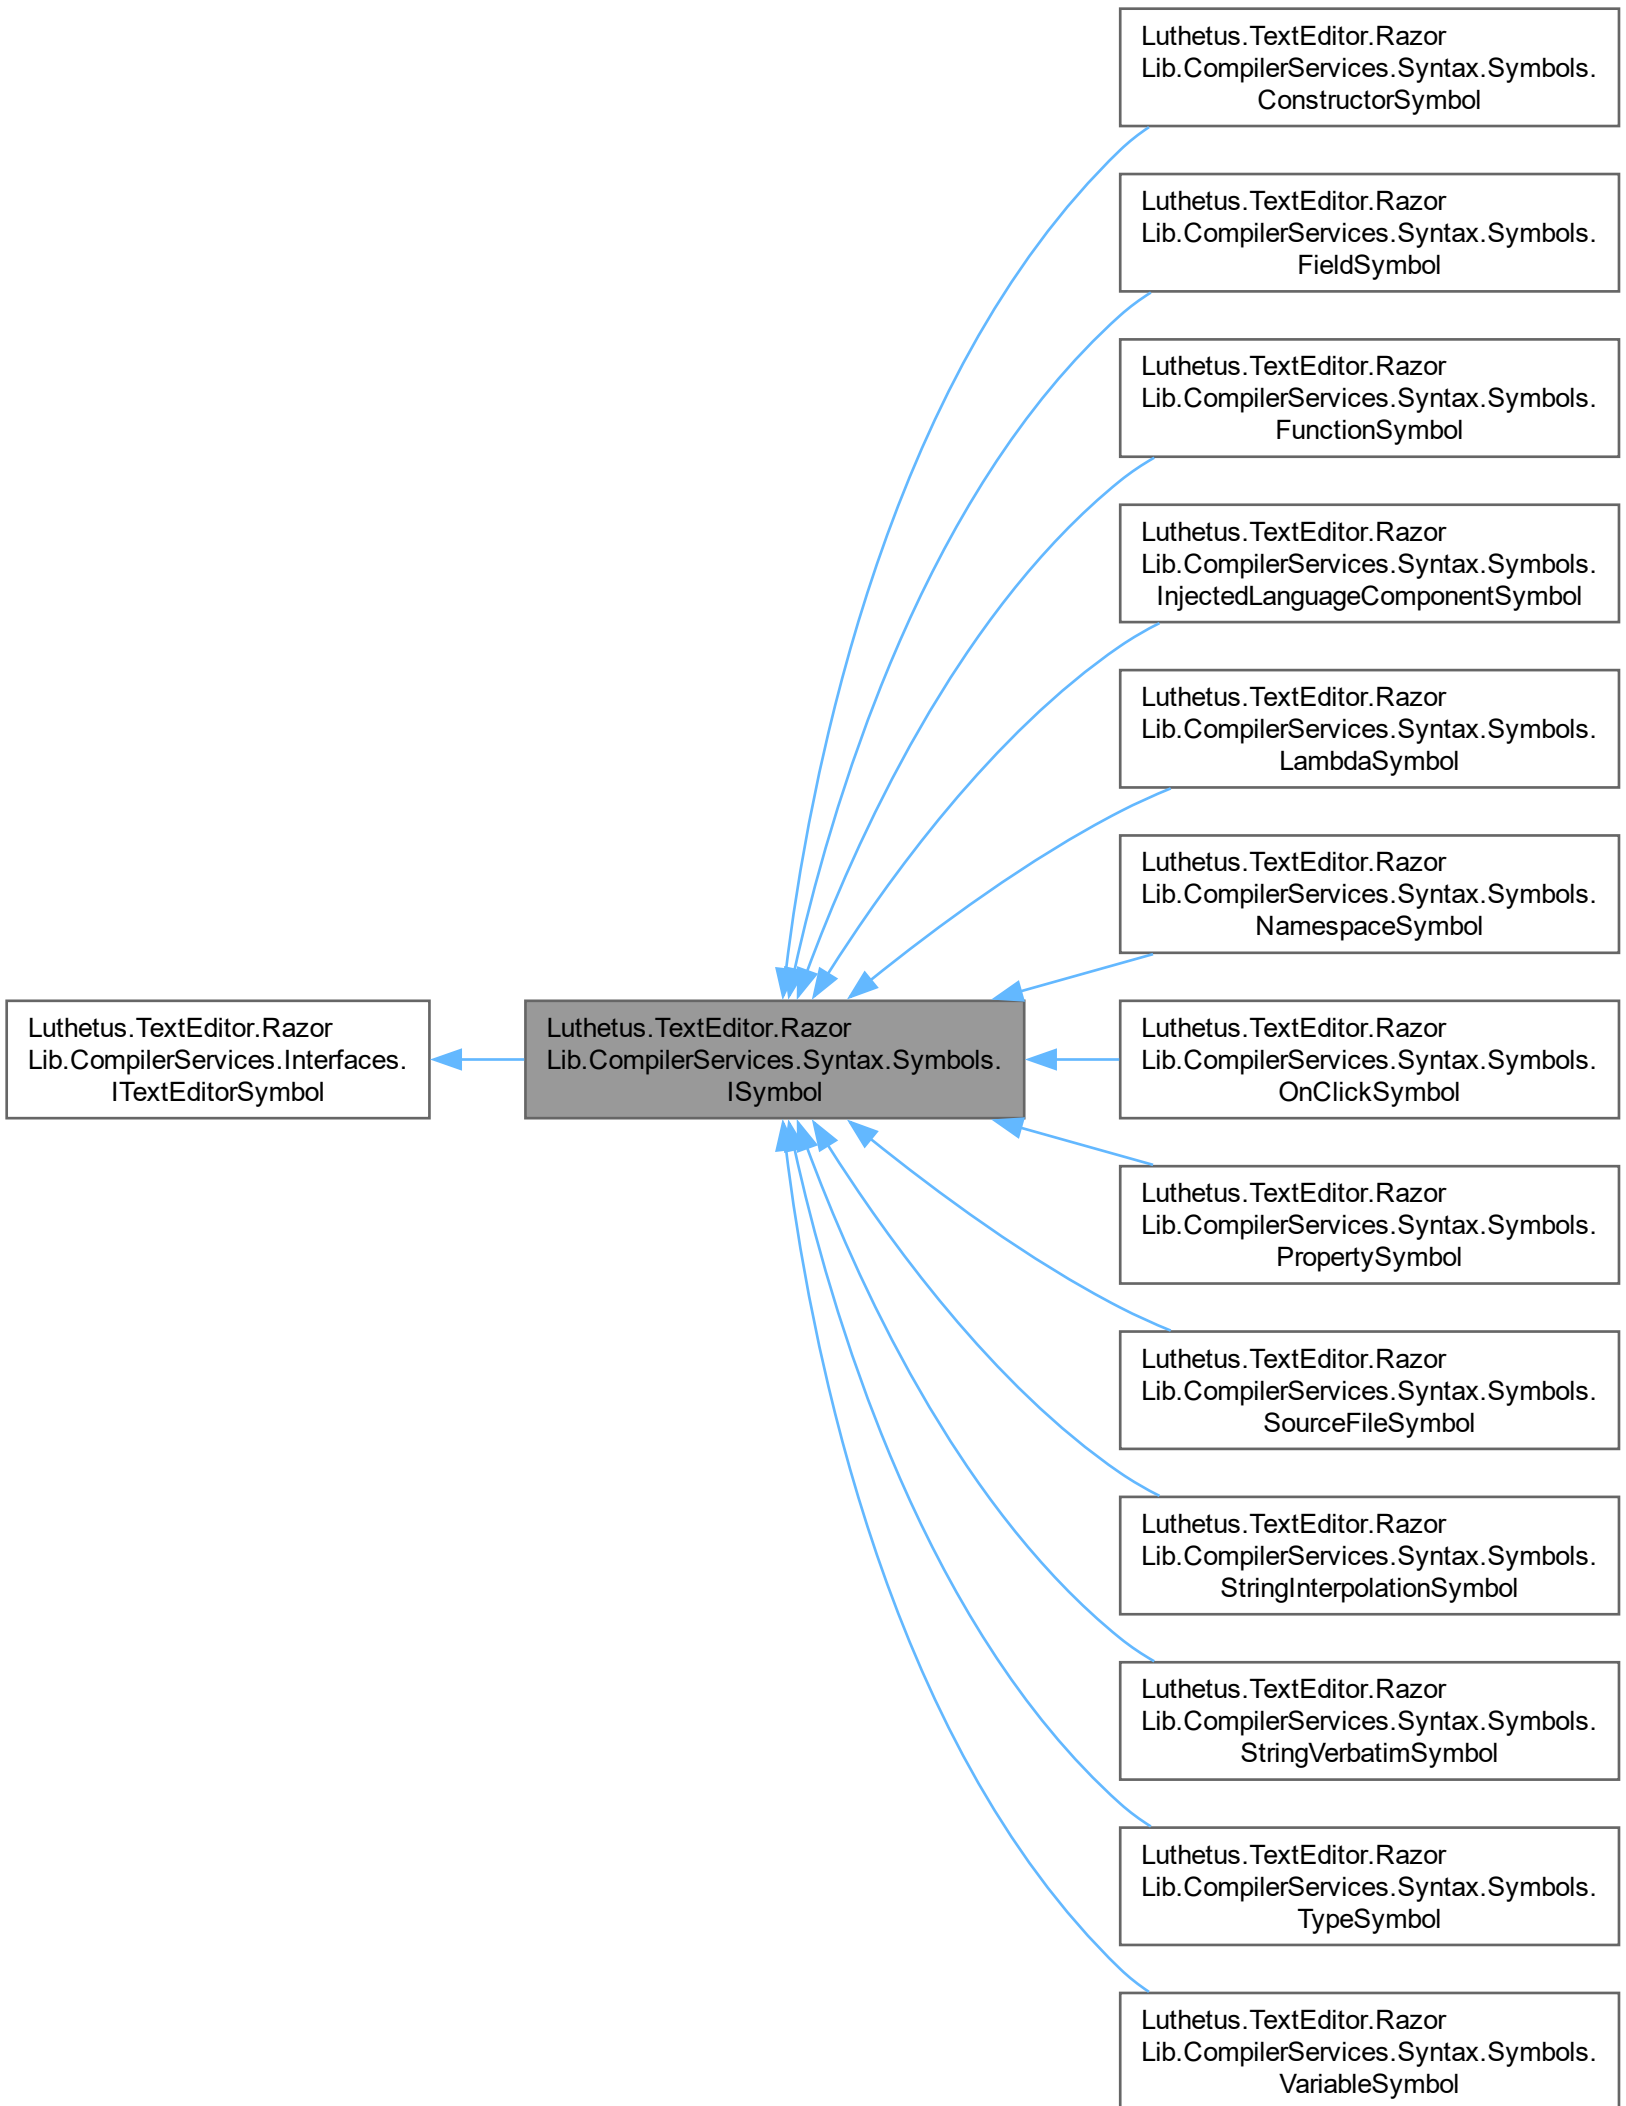 Luthetus.TextEditor.Razor
Lib.CompilerServices.Interfaces.
ITextEditorSymbol
Luthetus.TextEditor.Razor
Lib.CompilerServices.Syntax.Symbols.
ISymbol
Luthetus.TextEditor.Razor
Lib.CompilerServices.Syntax.Symbols.
ConstructorSymbol
Luthetus.TextEditor.Razor
Lib.CompilerServices.Syntax.Symbols.
FieldSymbol
Luthetus.TextEditor.Razor
Lib.CompilerServices.Syntax.Symbols.
FunctionSymbol
Luthetus.TextEditor.Razor
Lib.CompilerServices.Syntax.Symbols.
InjectedLanguageComponentSymbol
Luthetus.TextEditor.Razor
Lib.CompilerServices.Syntax.Symbols.
LambdaSymbol
Luthetus.TextEditor.Razor
Lib.CompilerServices.Syntax.Symbols.
NamespaceSymbol
Luthetus.TextEditor.Razor
Lib.CompilerServices.Syntax.Symbols.
OnClickSymbol
Luthetus.TextEditor.Razor
Lib.CompilerServices.Syntax.Symbols.
PropertySymbol
Luthetus.TextEditor.Razor
Lib.CompilerServices.Syntax.Symbols.
SourceFileSymbol
Luthetus.TextEditor.Razor
Lib.CompilerServices.Syntax.Symbols.
StringInterpolationSymbol
Luthetus.TextEditor.Razor
Lib.CompilerServices.Syntax.Symbols.
StringVerbatimSymbol
Luthetus.TextEditor.Razor
Lib.CompilerServices.Syntax.Symbols.
TypeSymbol
Luthetus.TextEditor.Razor
Lib.CompilerServices.Syntax.Symbols.
VariableSymbol